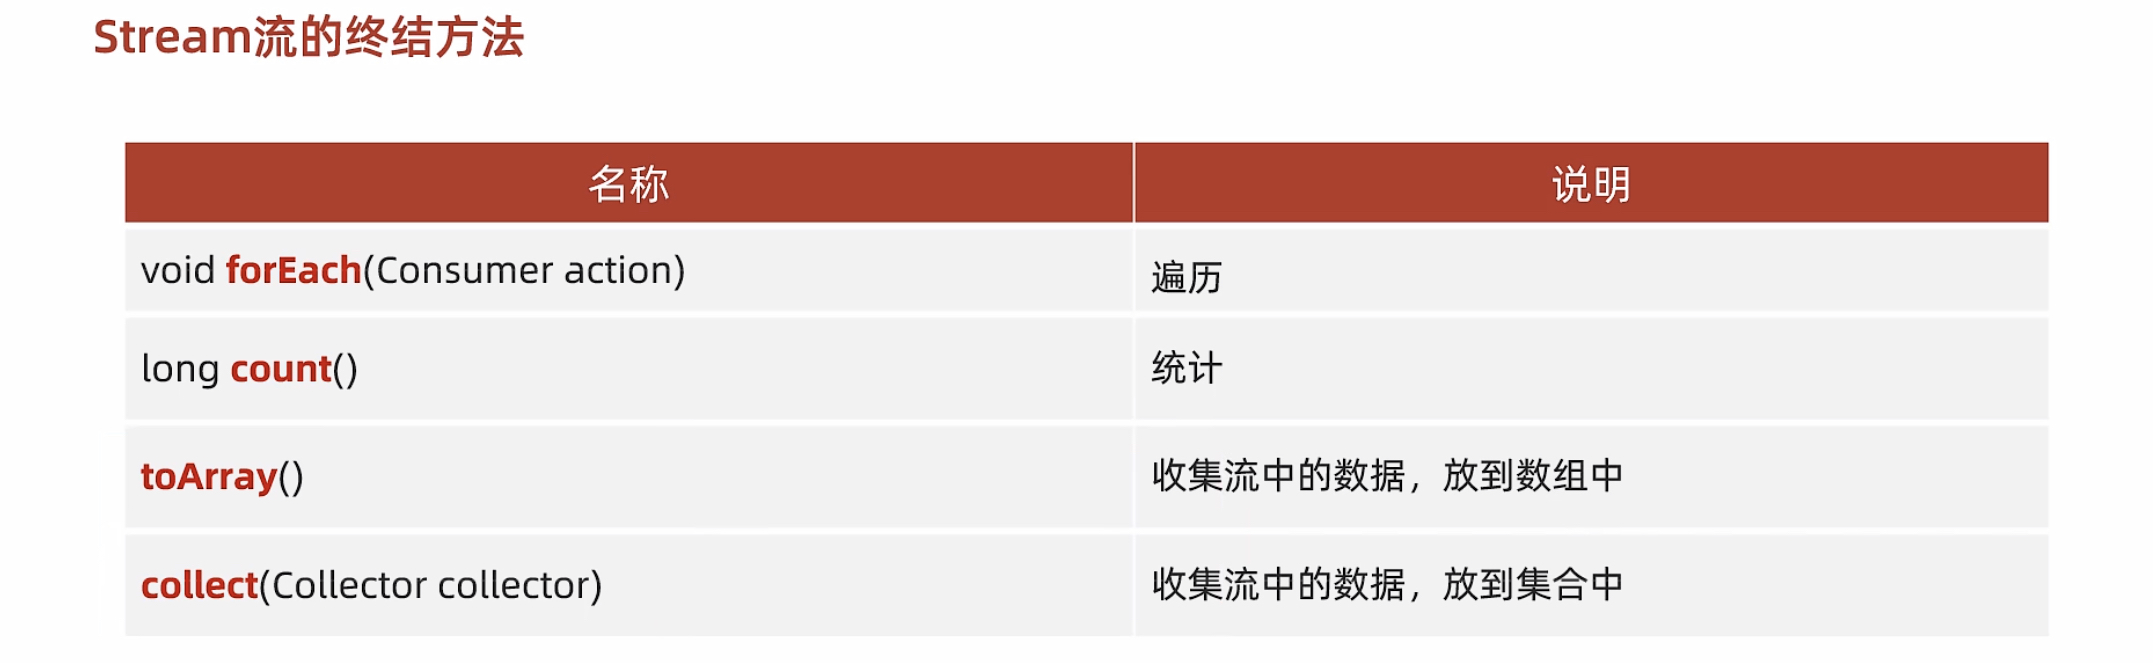 Stream流的终结方法
名称 说明
void forEach(Consumer action) 遍历
long count() 统计
toArray() 收集流中的数据，放到数组中
collect(Collector collector) 收集流中的数据，放到集合中